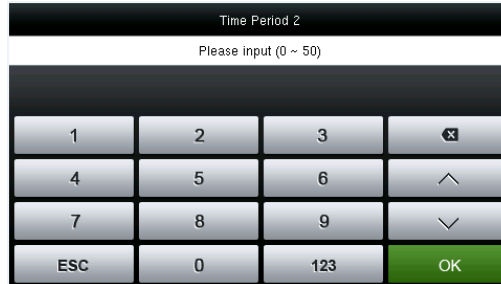 Time Period 2
Please input (0 ~ 50)
1 2 3
4 5 6
7 8 9
ESC 0 123 OK